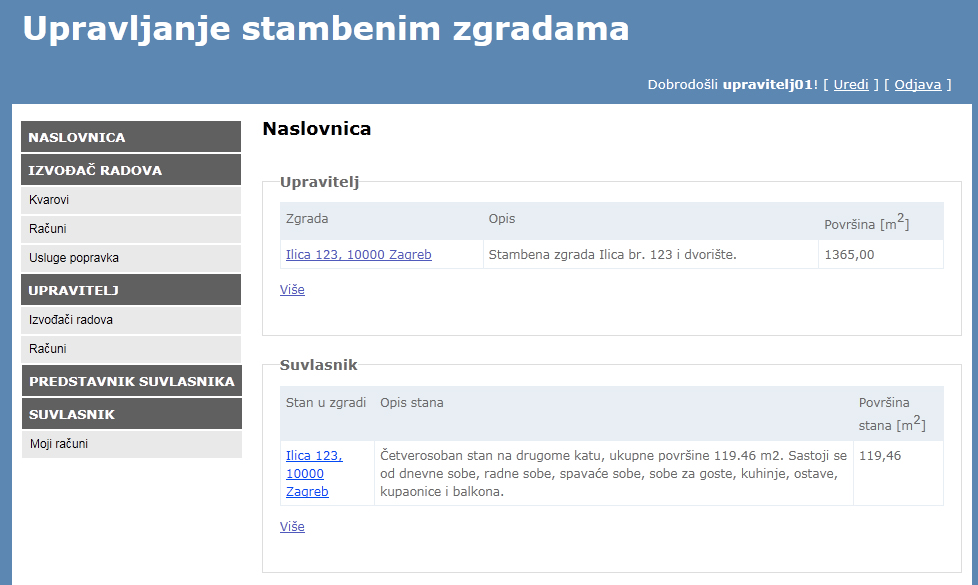 Upravljanje stambenim zgradama
Dobrodošli upravitelj01! [ Uredi ] [ Odjava ]
NASLOVNICA
IZVOĐAČ RADOVA
Kvarovi
Računi
Usluge popravka
UPRAVITELJ
Izvođači radova
Računi
PREDSTAVNIK SUVLASNIKA
SUVLASNIK
Moji računi
Naslovnica
Upravitelj
Zgrada Opis Površina [m2]
Ilica 123, 10000 Zagreb Stambena zgrada Ilica br. 123 i dvorište. 1365,00
Više
Suvlasnik
Stan u zgradi Opis stana Površina
stana [m2]
Ilica 123, Četverosoban stan na drugome katu, ukupne površine 119.46 m2. Sastoji se 119,46
10000 od dnevne sobe, radne sobe, spavaće sobe, sobe za goste, kuhinje, ostave,
Zagreb kupaonice i balkona.
Više